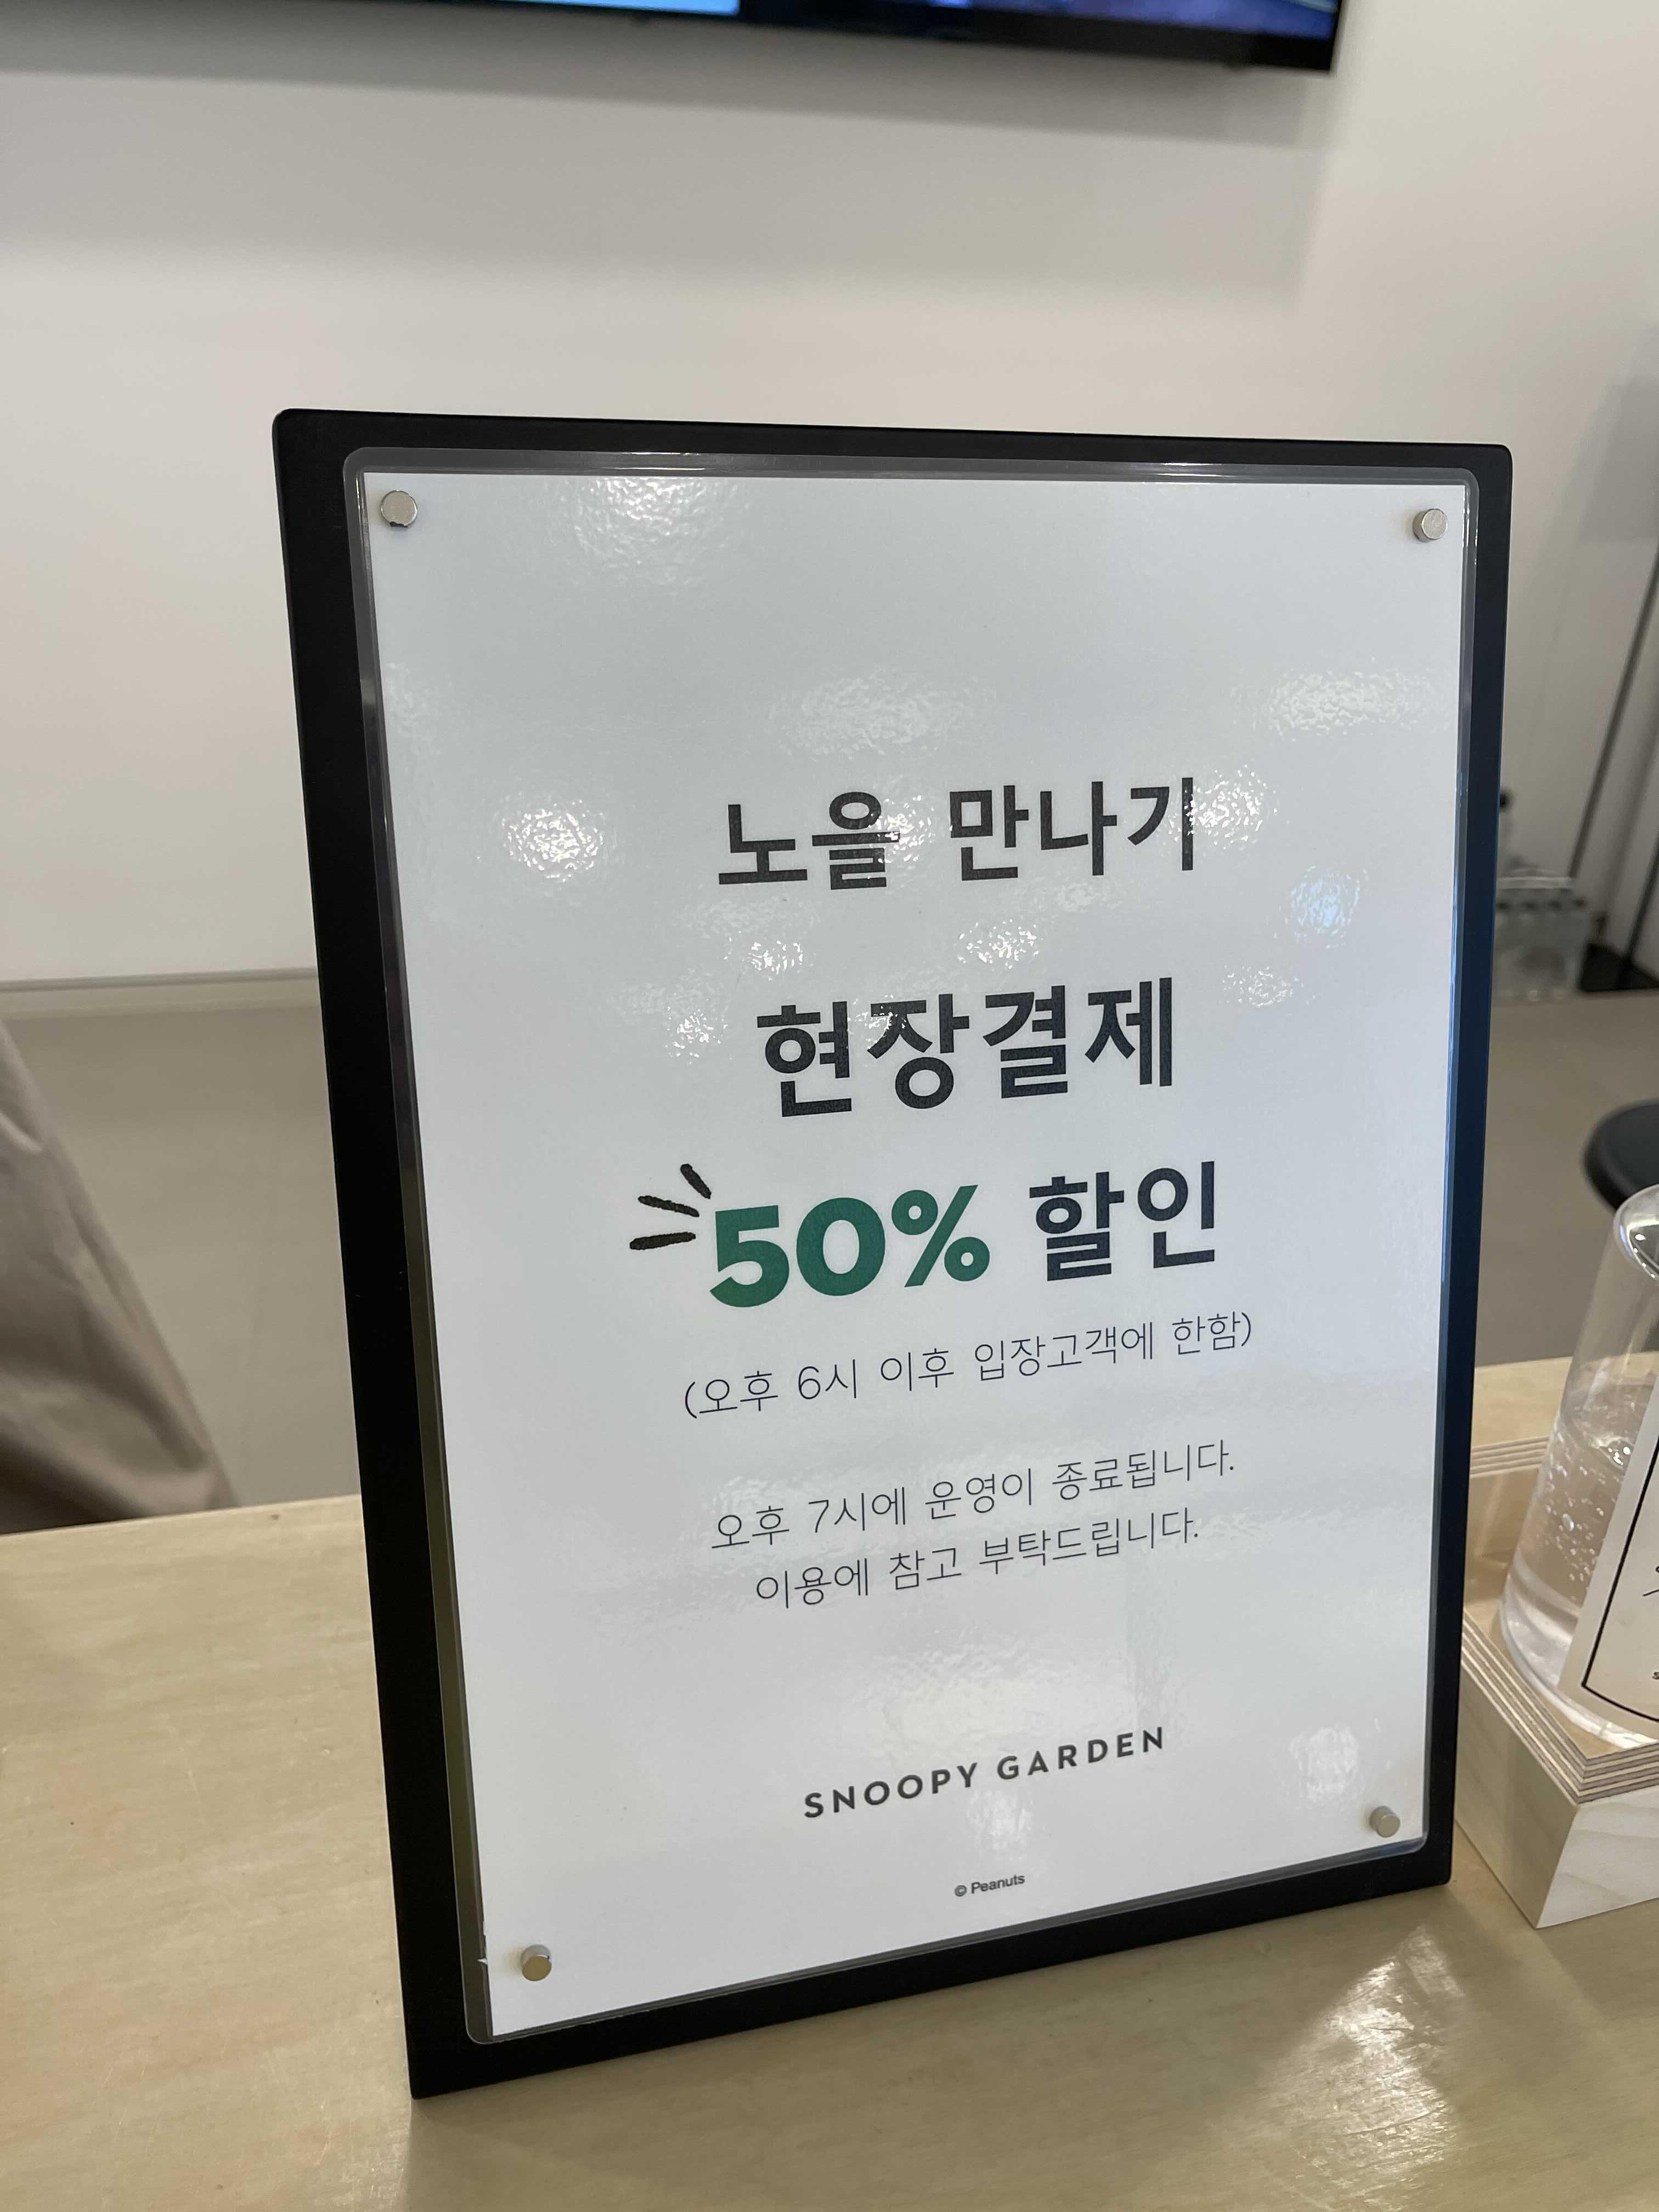 노을 만나기
현장결제
50% 할인
(오후 6시 이후 입장고객에 한함)
오후 7시에 운영이 종료됩니다.
이용에 참고 부탁드립니다.
SNOOPY GARDEN
© Peanuts